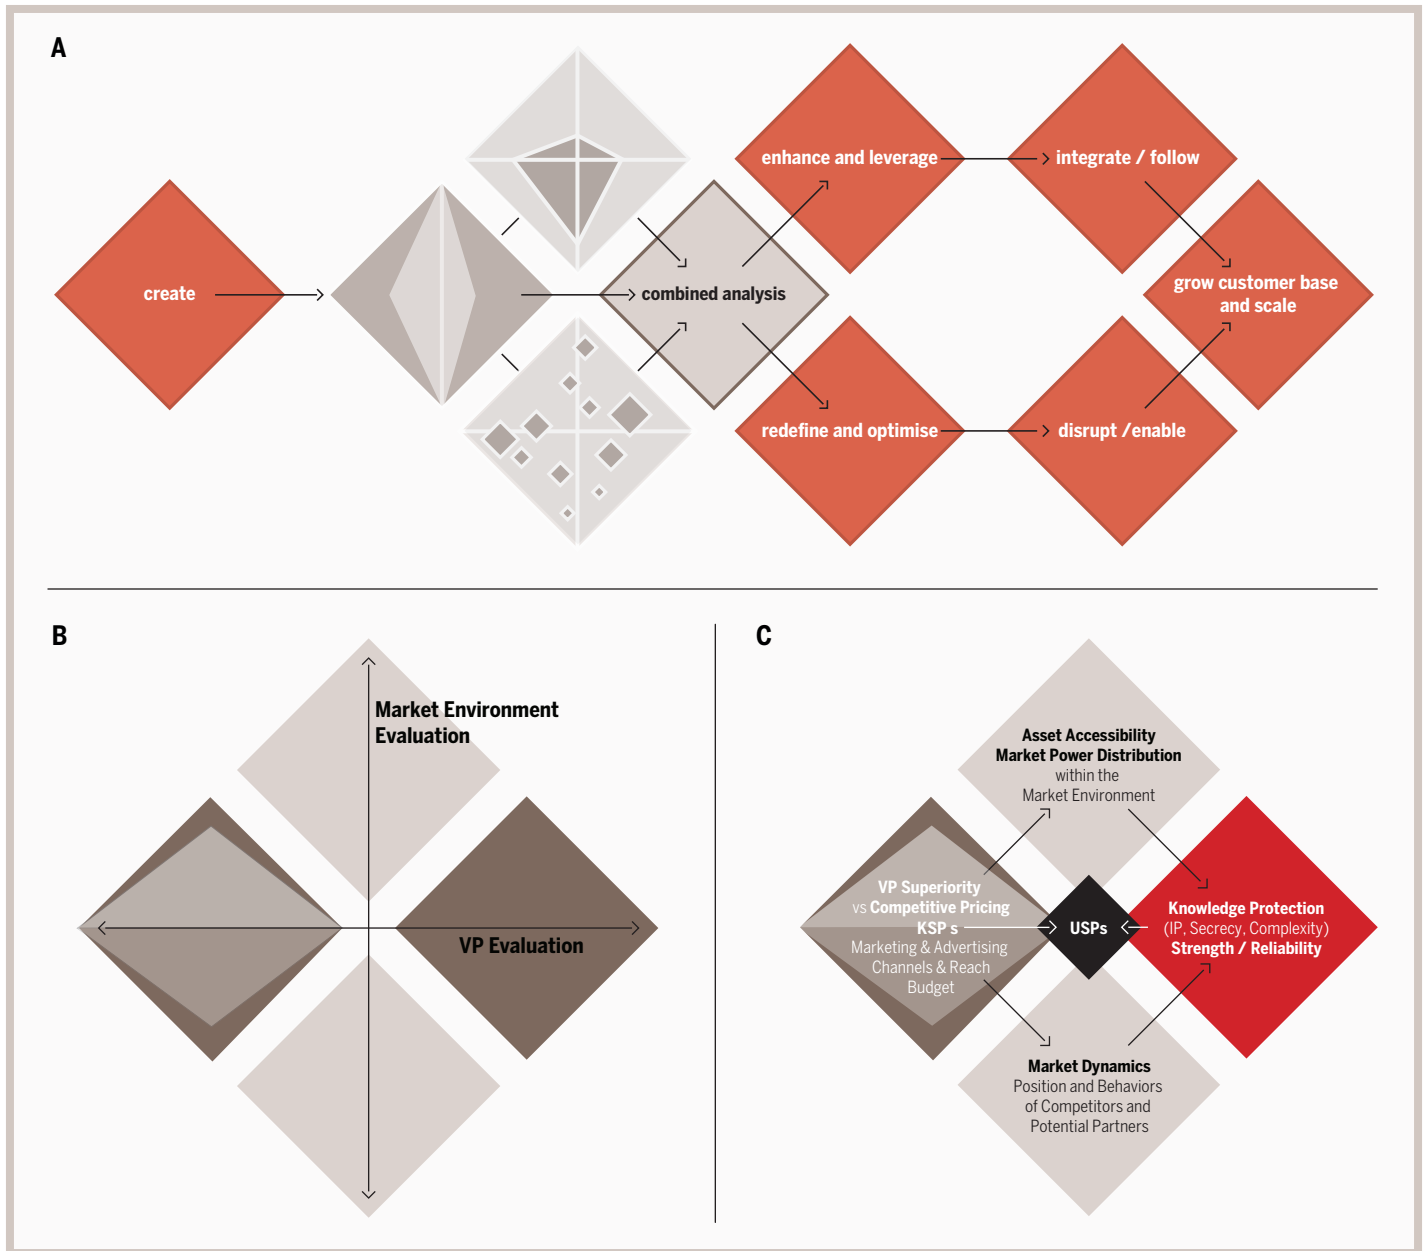 A
create
combined analysis
enhance and leverage
integrate / follow
grow customer base
and scale
redefine and optimise
disrupt /enable
B
Market Environment
Evaluation
VP Evaluation
C
Asset Accessibility
Market Power Distribution
within the
Market Environment
VP Superiority
vs Competitive Pricing
KSP s
Marketing & Advertising
Channels & Reach
Budget
USPs
Knowledge Protection
(IP, Secrecy, Complexity)
Strength / Reliability
Market Dynamics
Position and Behaviors
of Competitors and
Potential Partners